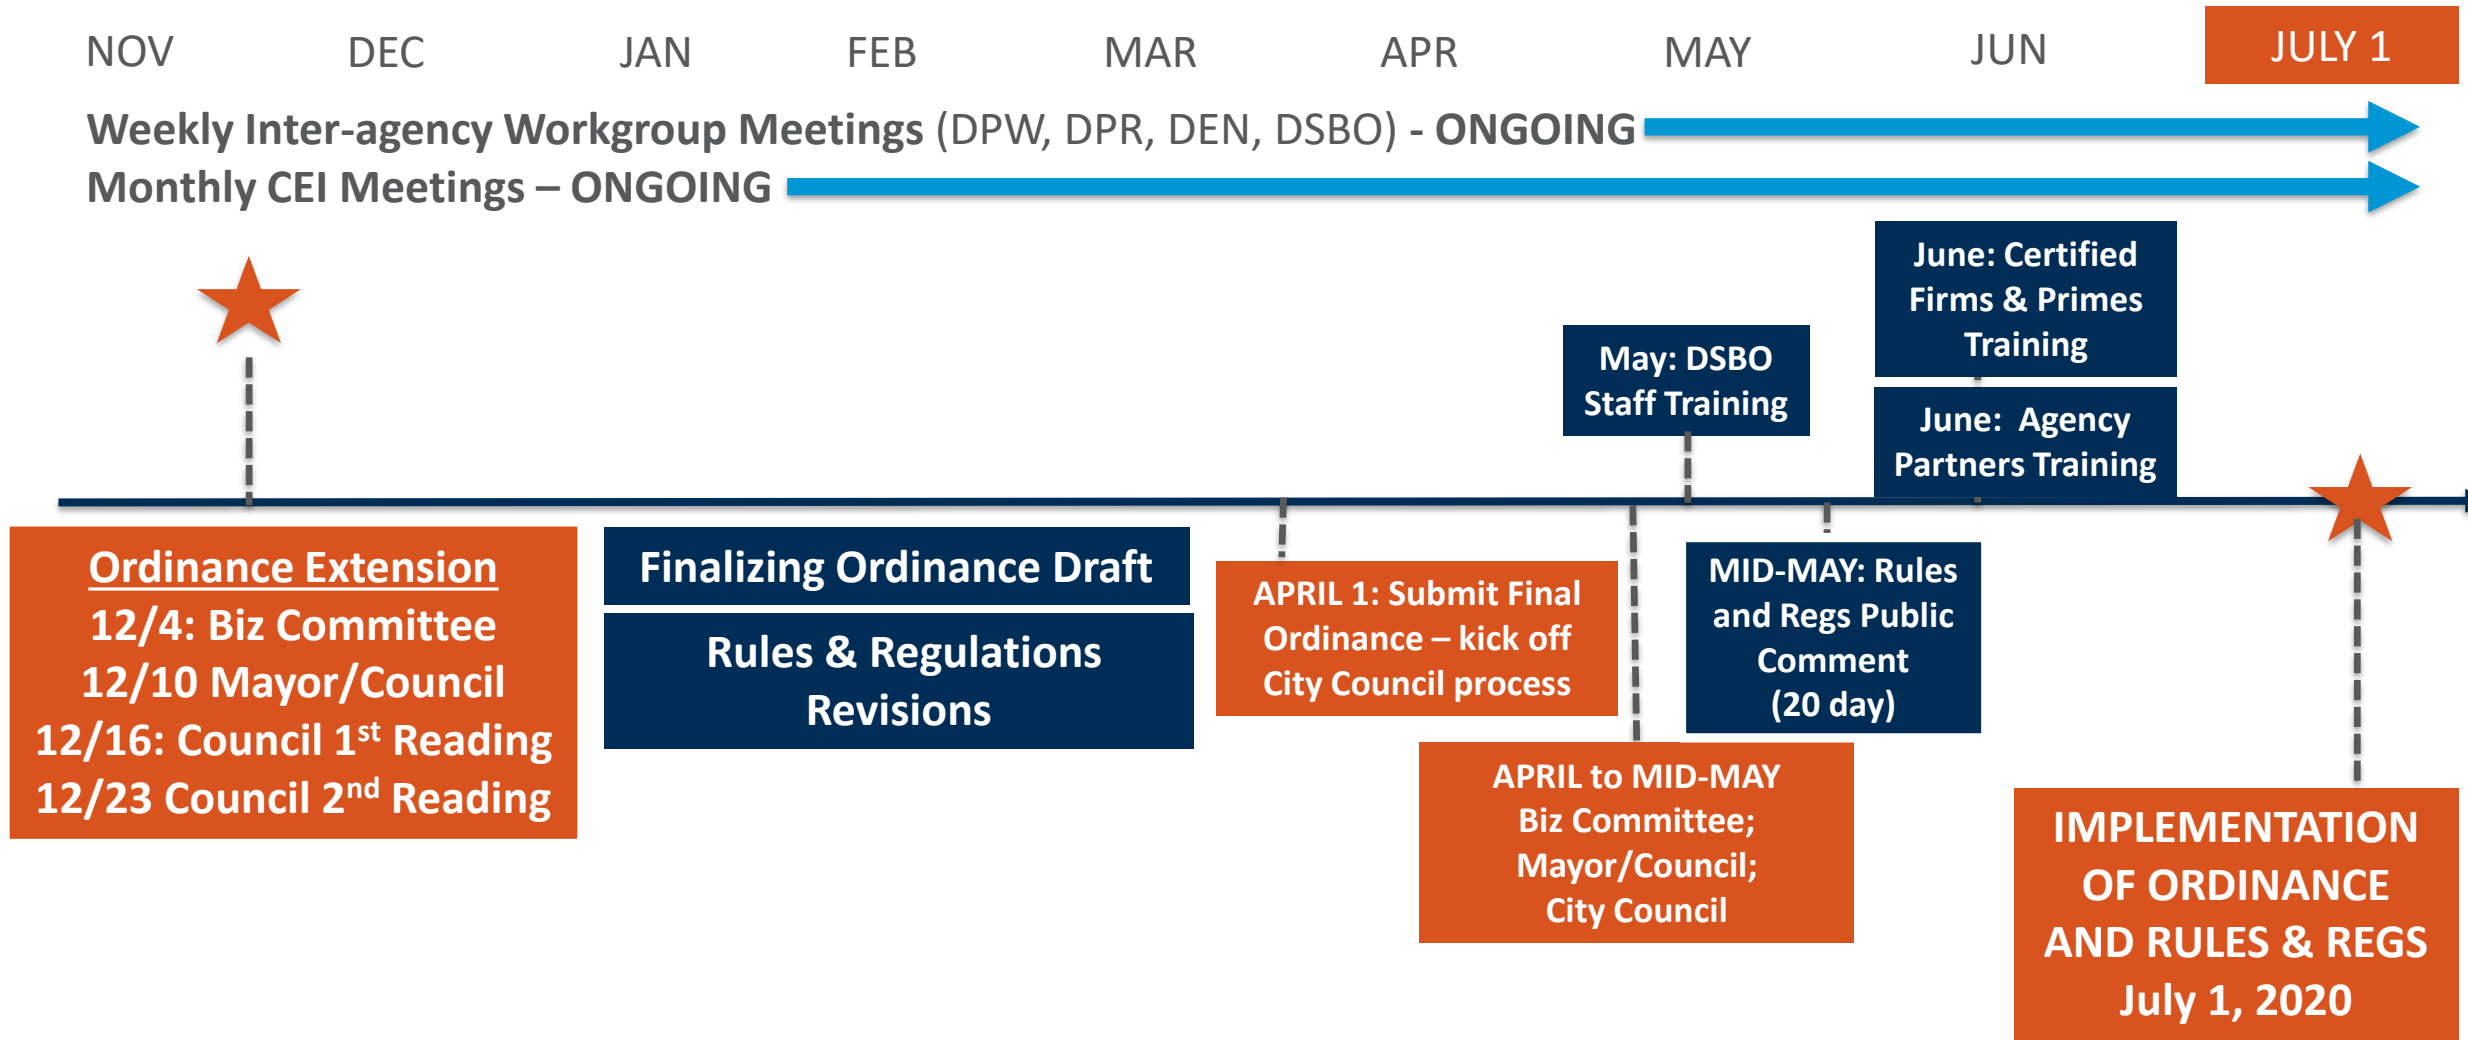 NOV DEC JAN FEB MAR APR MAY JUN JULY 1
Weekly Inter-agency Workgroup Meetings (DPW, DPR, DEN, DSBO) - ONGOING
Monthly CEI Meetings – ONGOING
June: Certified
Firms & Primes
Training
May: DSBO
Staff Training
June: Agency
Partners Training
Ordinance Extension
12/4: Biz Committee
12/10 Mayor/Council
12/16: Council 1st Reading
12/23 Council 2nd Reading
Finalizing Ordinance Draft
Rules & Regulations
Revisions
APRIL 1: Submit Final
Ordinance – kick off
City Council process
MID-MAY: Rules
and Regs Public
Comment
(20 day)
APRIL to MID-MAY
Biz Committee;
Mayor/Council;
City Council
IMPLEMENTATION
OF ORDINANCE
AND RULES & REGS
July 1, 2020